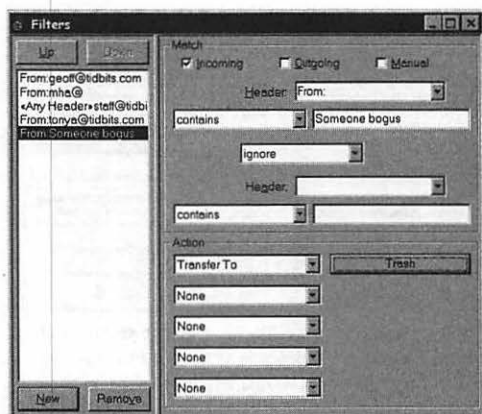 Filters
Up Down
From:geoff@tidbits.com
From:mha@
«Any Header»staff@tidbi
From:tonya@tidbits.com
From:Someone bogus
New Remove
Match
Incoming Outgoing Manual
Header: From:
contains Someone bogus
ignore
Header:
contains
Action
Transfer To Trash
None
None
None
None